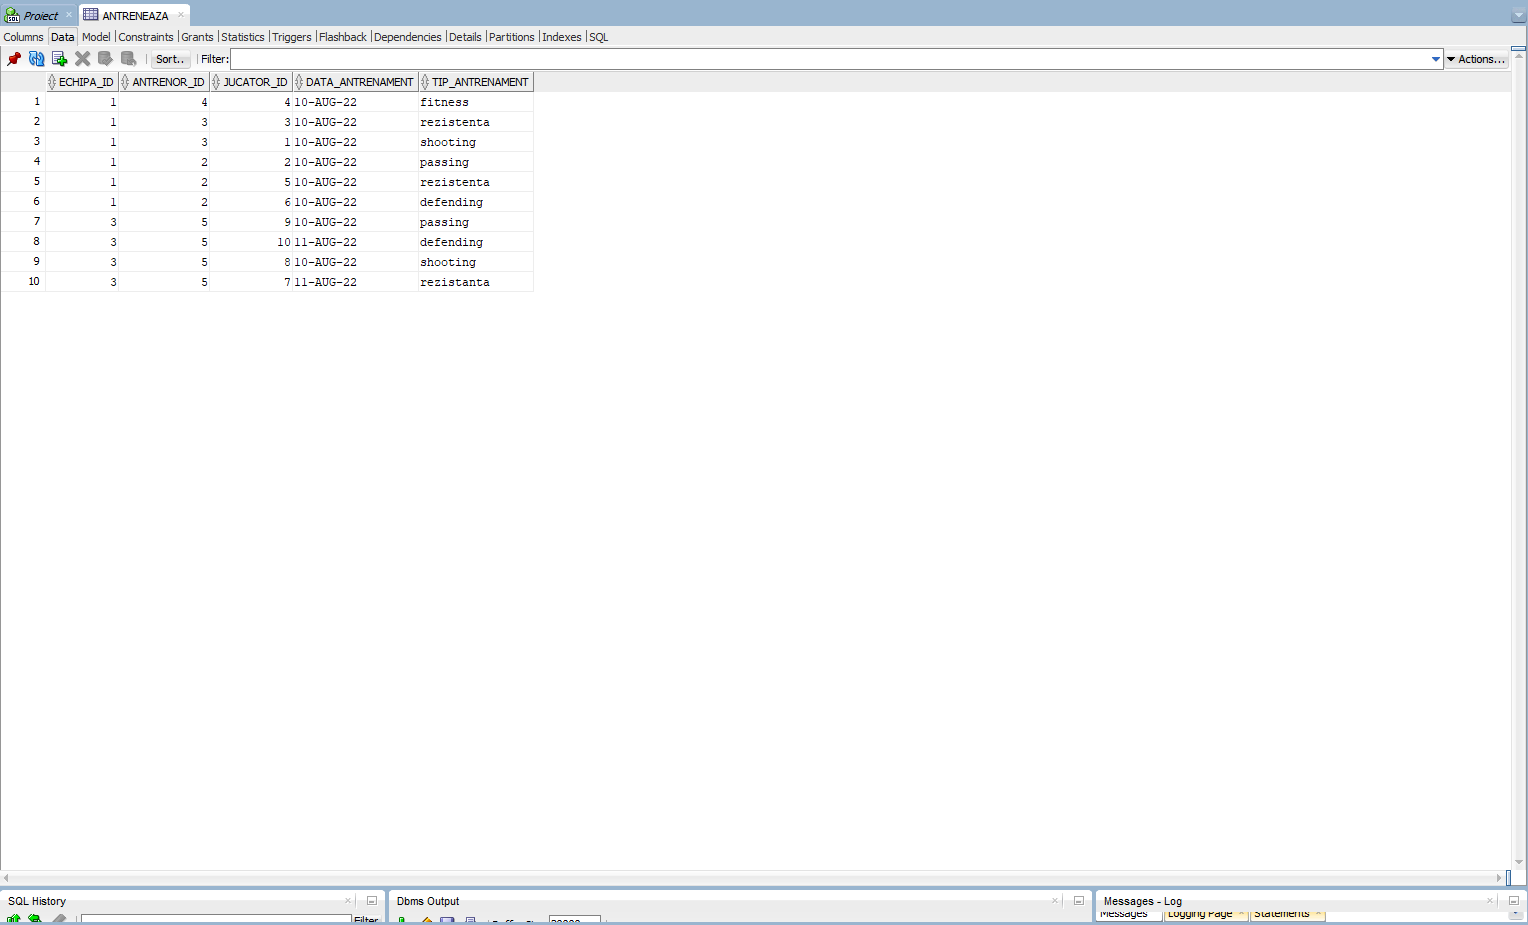 Proiect ANTRENEAZA
Columns Data Model Constraints Grants Statistics Triggers Flashback Dependencies Details Partitions Indexes SQL
Sort.. Filter: Actions...
ECHIPA_ID ANTRENOR_ID JUCATOR_ID DATA_ANTRENAMENT TIP_ANTRENAMENT
1 1 4 4 10-AUG-22 fitness
2 1 3 3 10-AUG-22 rezistenta
3 1 3 1 10-AUG-22 shooting
4 1 2 2 10-AUG-22 passing
5 1 2 5 10-AUG-22 rezistenta
6 1 2 6 10-AUG-22 defending
7 3 5 9 10-AUG-22 passing
8 3 5 10 11-AUG-22 defending
9 3 5 8 10-AUG-22 shooting
10 3 5 7 11-AUG-22 rezistanta
SQL History Dbms Output Messages - Log
Filter Messages Logging Page Statements